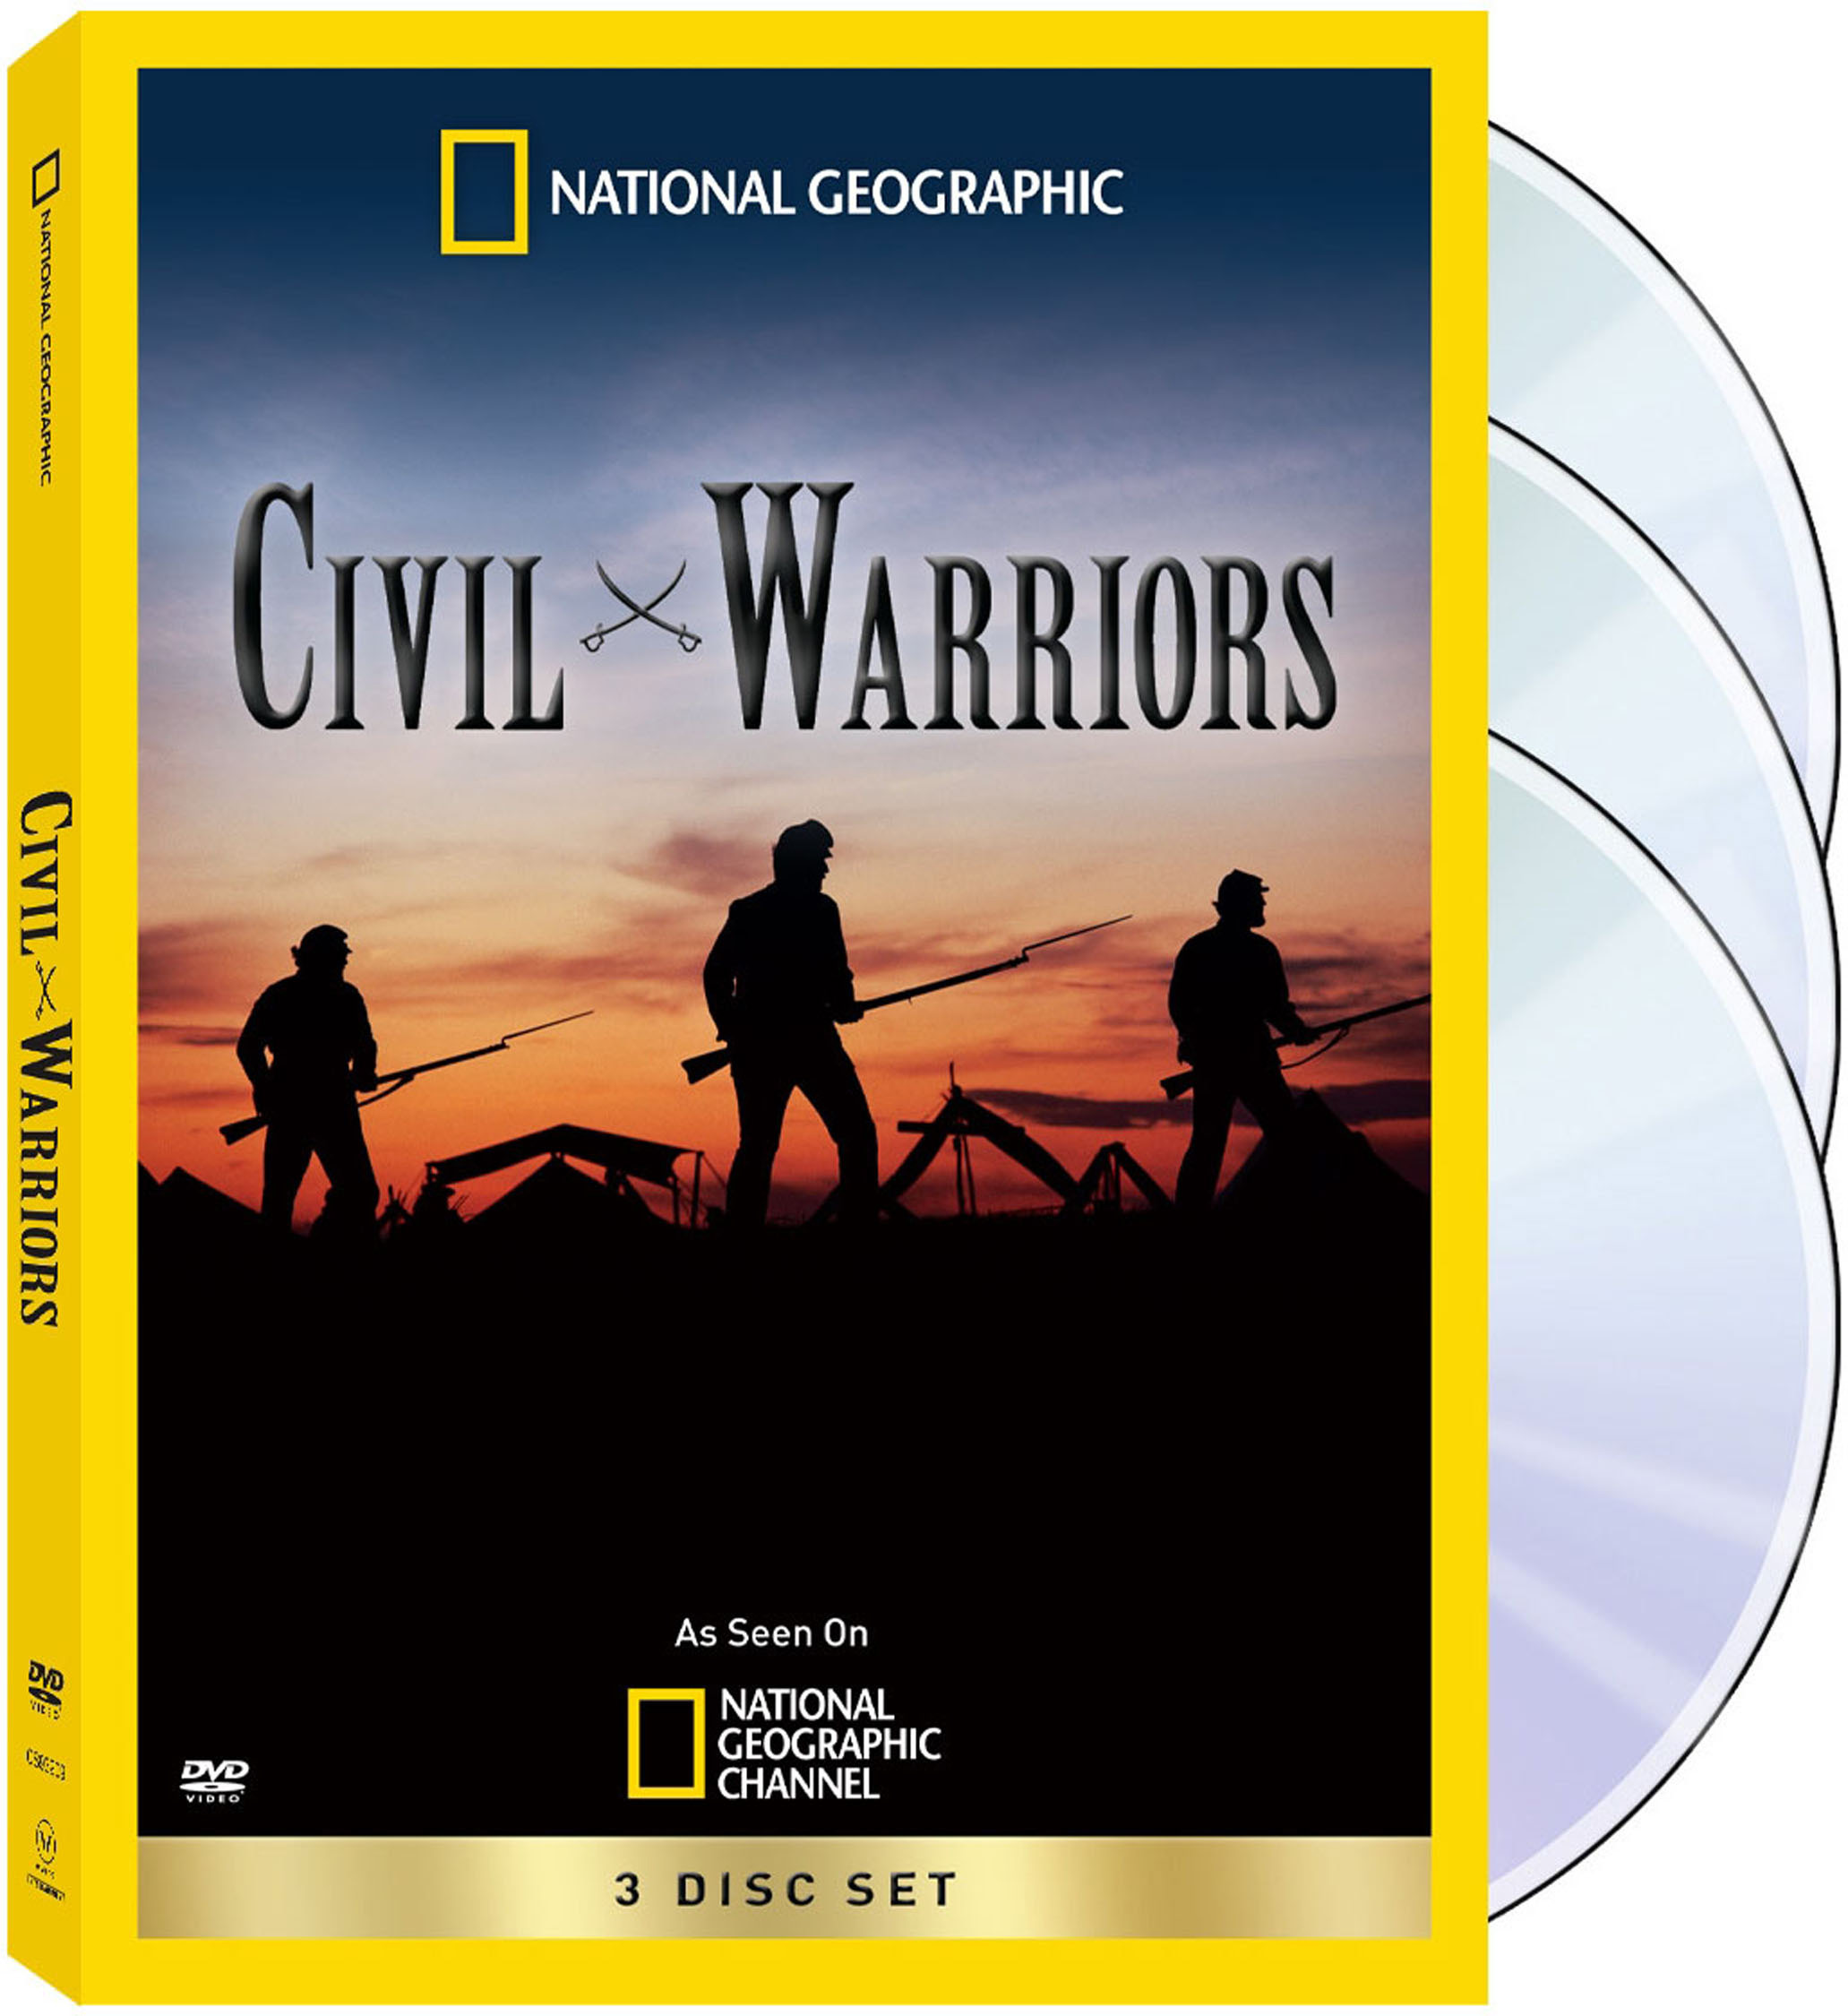 NATIONAL GEOGRAPHIC
CIVIL WARRIORS
As Seen On
NATIONAL
GEOGRAPHIC
CHANNEL
DVD
VIDEO
3 DISC SET
NATIONAL GEOGRAPHIC
CIVIL WARRIORS
DVD
VIDEO